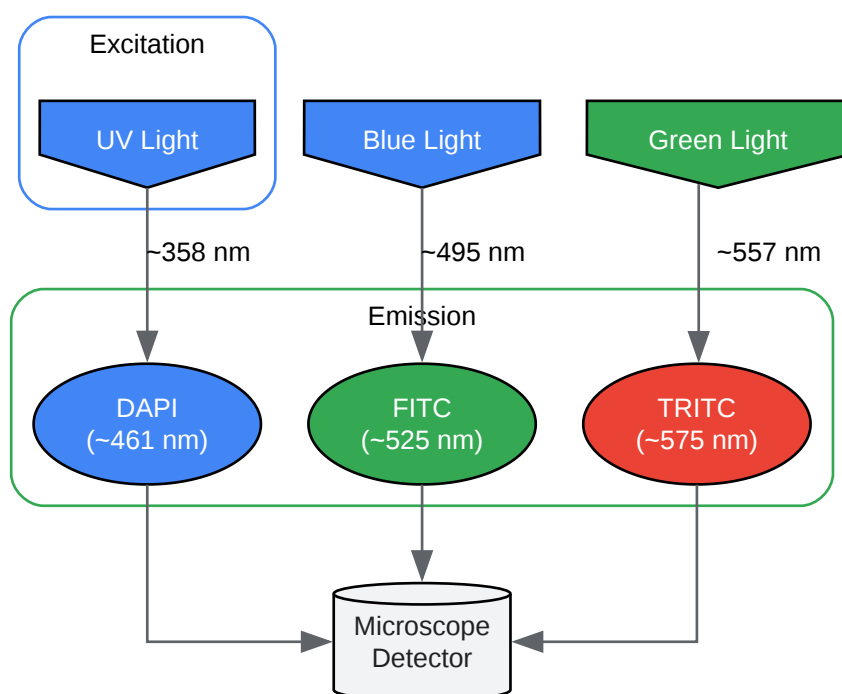 Excitation
UV Light
Blue Light
Green Light
~358 nm
~495 nm
~557 nm
Emission
DAPI
(~461 nm)
FITC
(~525 nm)
TRITC
(~575 nm)
Microscope
Detector